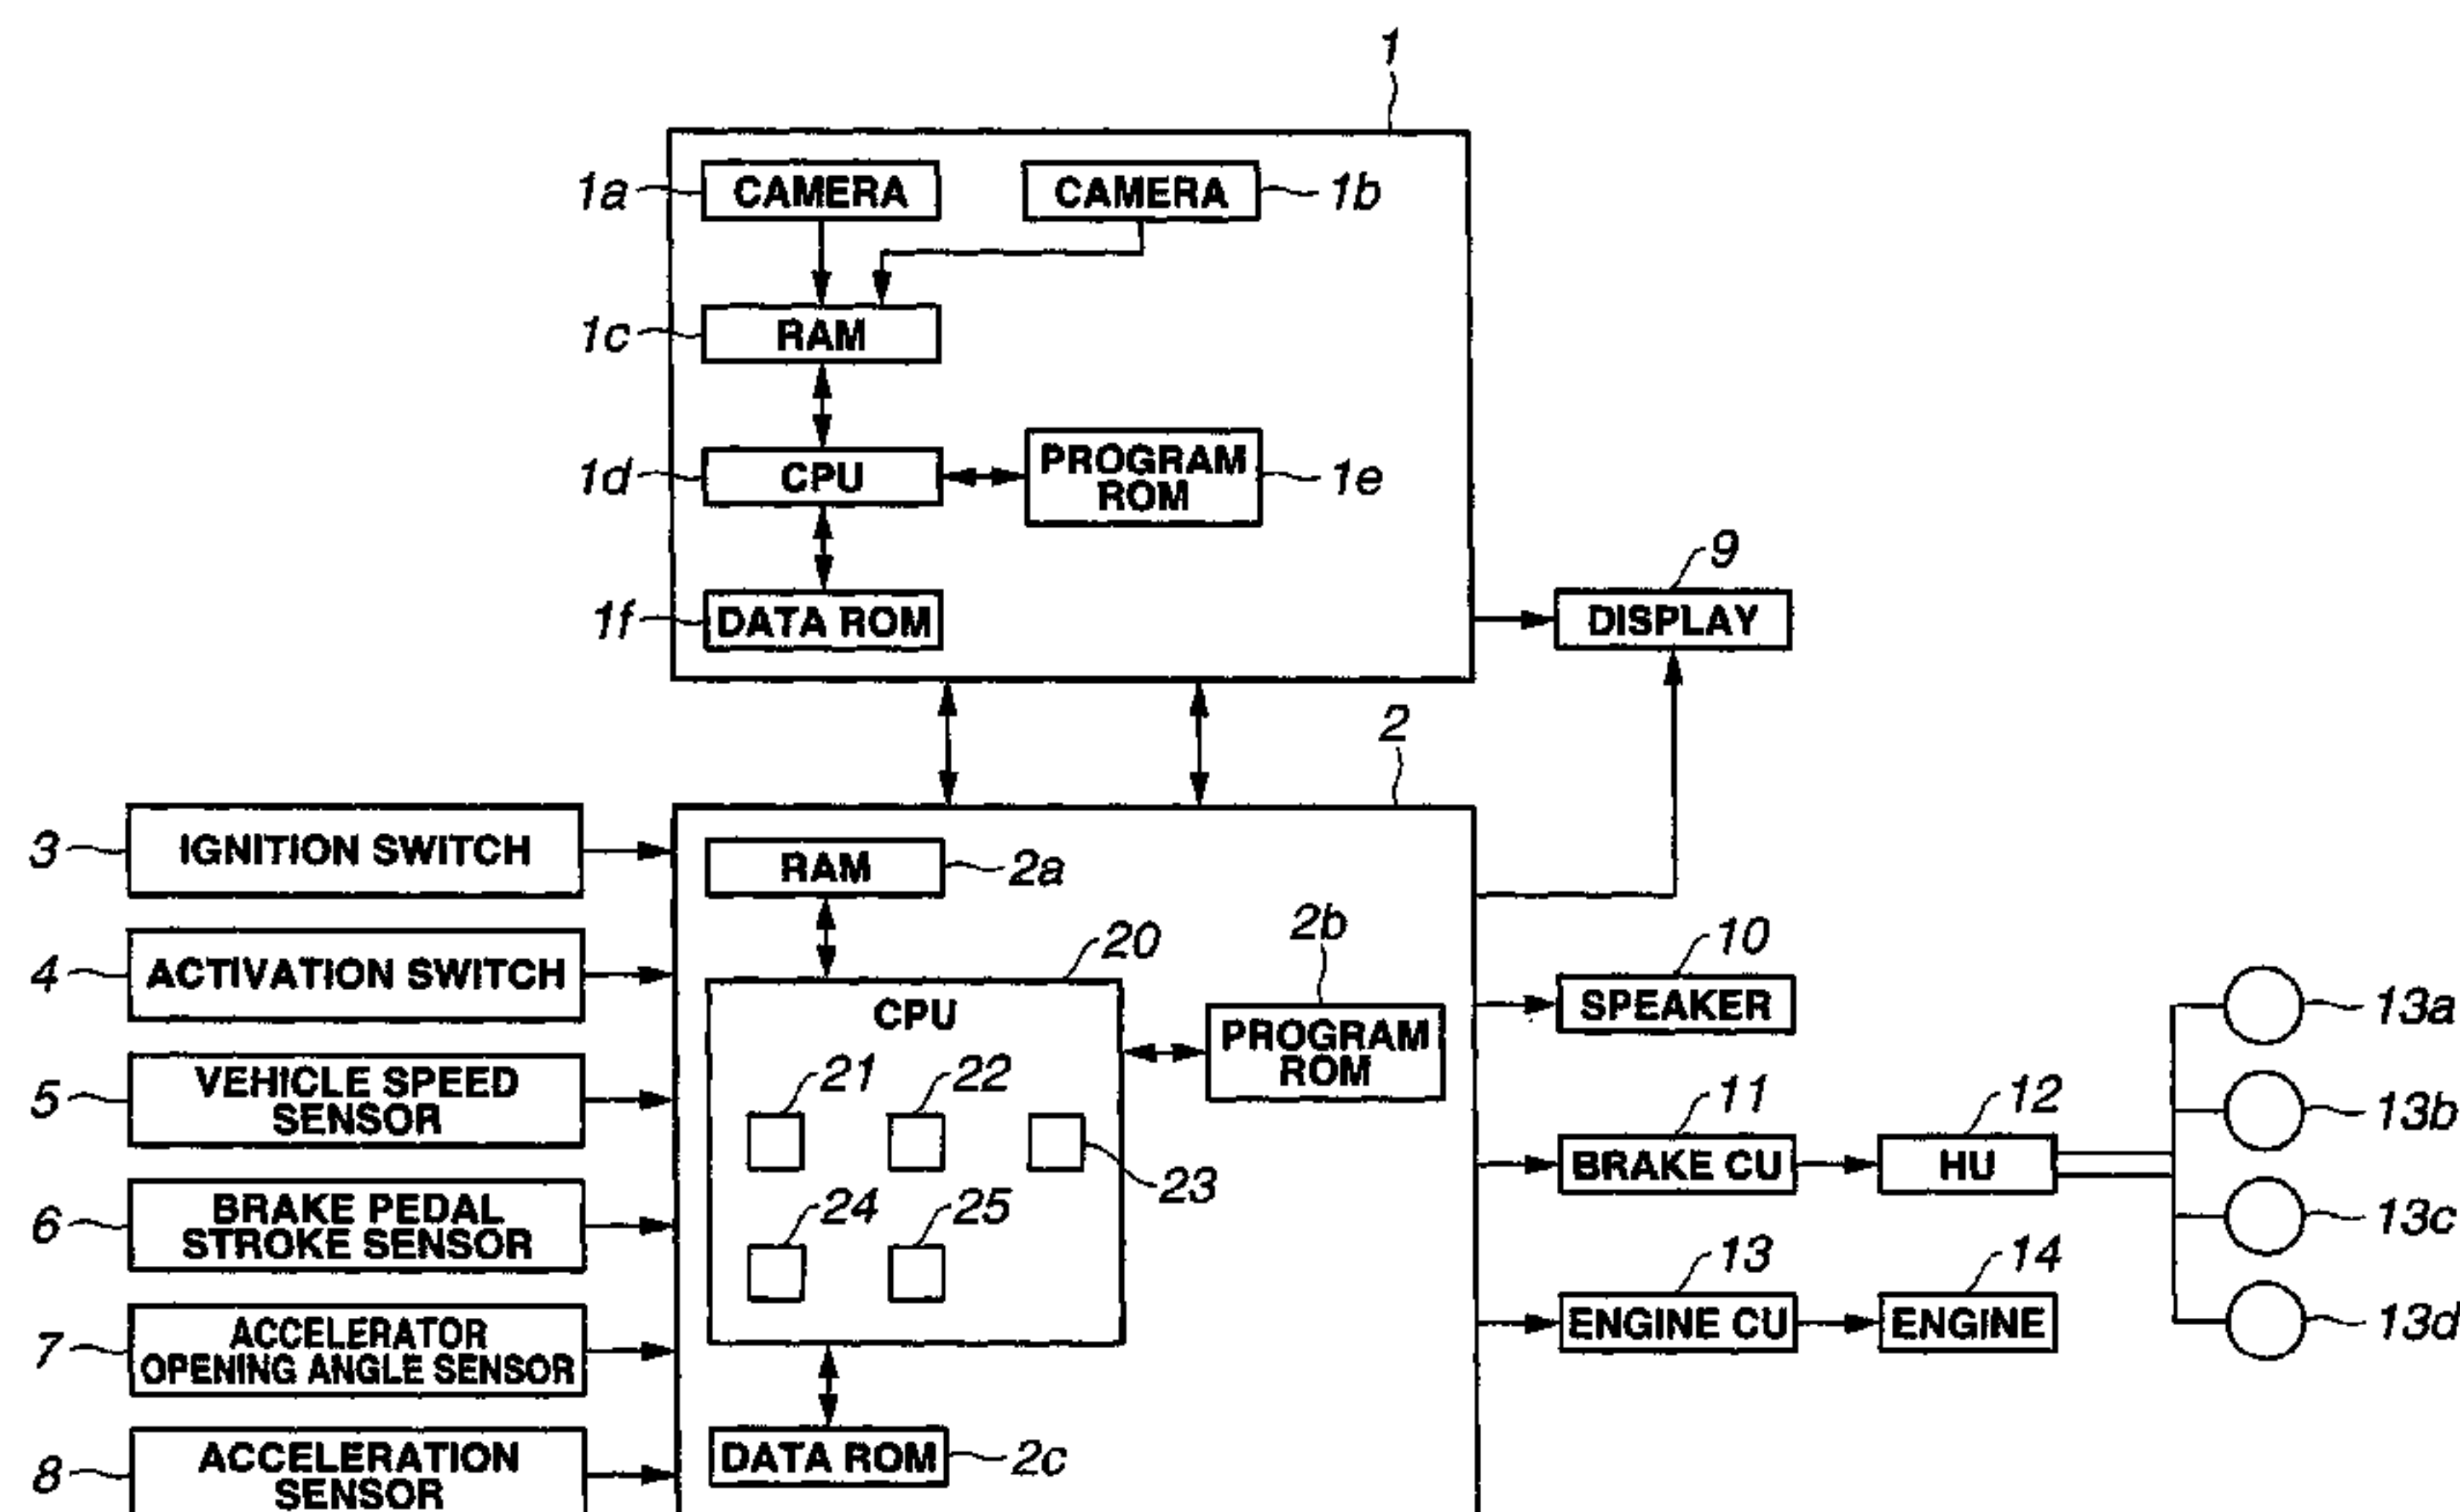 1
1a CAMERA CAMERA 1b
1c RAM
1d CPU PROGRAM ROM 1e
1f DATA ROM
9
DISPLAY
2
3 IGNITION SWITCH
4 ACTIVATION SWITCH
5 VEHICLE SPEED
SENSOR
6 BRAKE PEDAL
STROKE SENSOR
7 ACCELERATOR
OPENING ANGLE SENSOR
8 ACCELERATION
SENSOR
RAM 2a
20
CPU
2b
PROGRAM
ROM
21 22
23
24 25
DATA ROM 2c
10
SPEAKER
11 12
BRAKE CU HU
13 14
ENGINE CU ENGINE
13a
13b
13c
13d